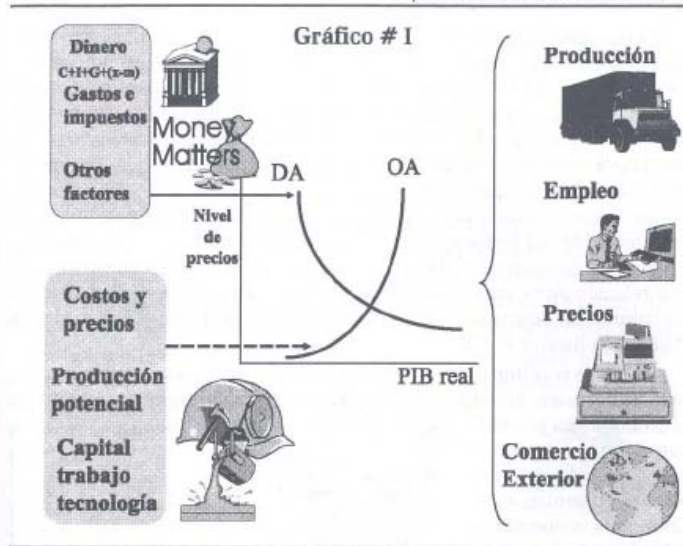 Gráfico # I
Dinero
C+I+G+(x-m)
Gastos e
impuestos
Otros
factores
Money
Matters
DA
OA
Nivel
de
precios
PIB real
Costos y
precios
Producción
potencial
Capital
trabajo
tecnología
Producción
Empleo
Precios
Comercio
Exterior